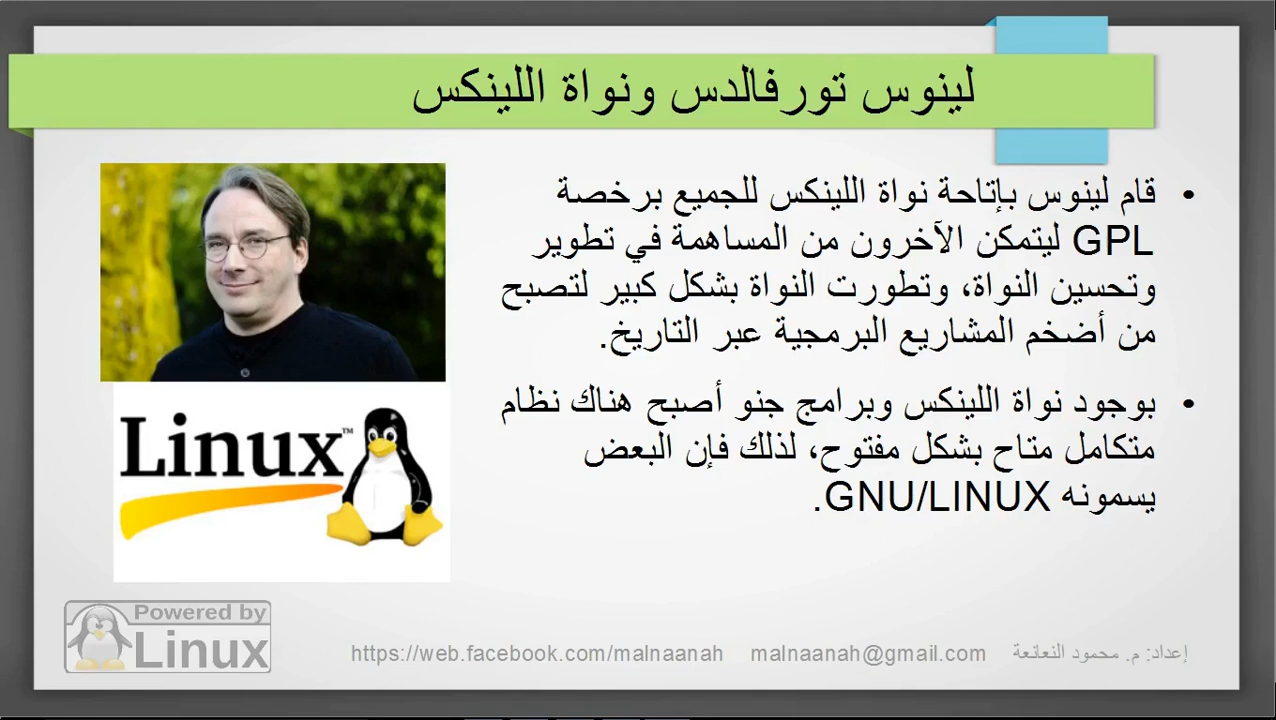 لينوس تورفالدس ونواة اللينكس
• قام لينوس بإتاحة نواة اللينكس للجميع برخصة
GPL ليتمكن الآخرون من المساهمة في تطوير
وتحسين النواة، وتطورت النواة بشكل كبير لتصبح
من أضخم المشاريع البرمجية عبر التاريخ.
• بوجود نواة اللينكس وبرامج جنو أصبح هناك نظام
متكامل متاح بشكل مفتوح، لذلك فإن البعض
يسمونه GNU/LINUX.
Linux™
Powered by
Linux
إعداد: م. محمود النعانعة malnaanah@gmail.com https://web.facebook.com/malnaanah